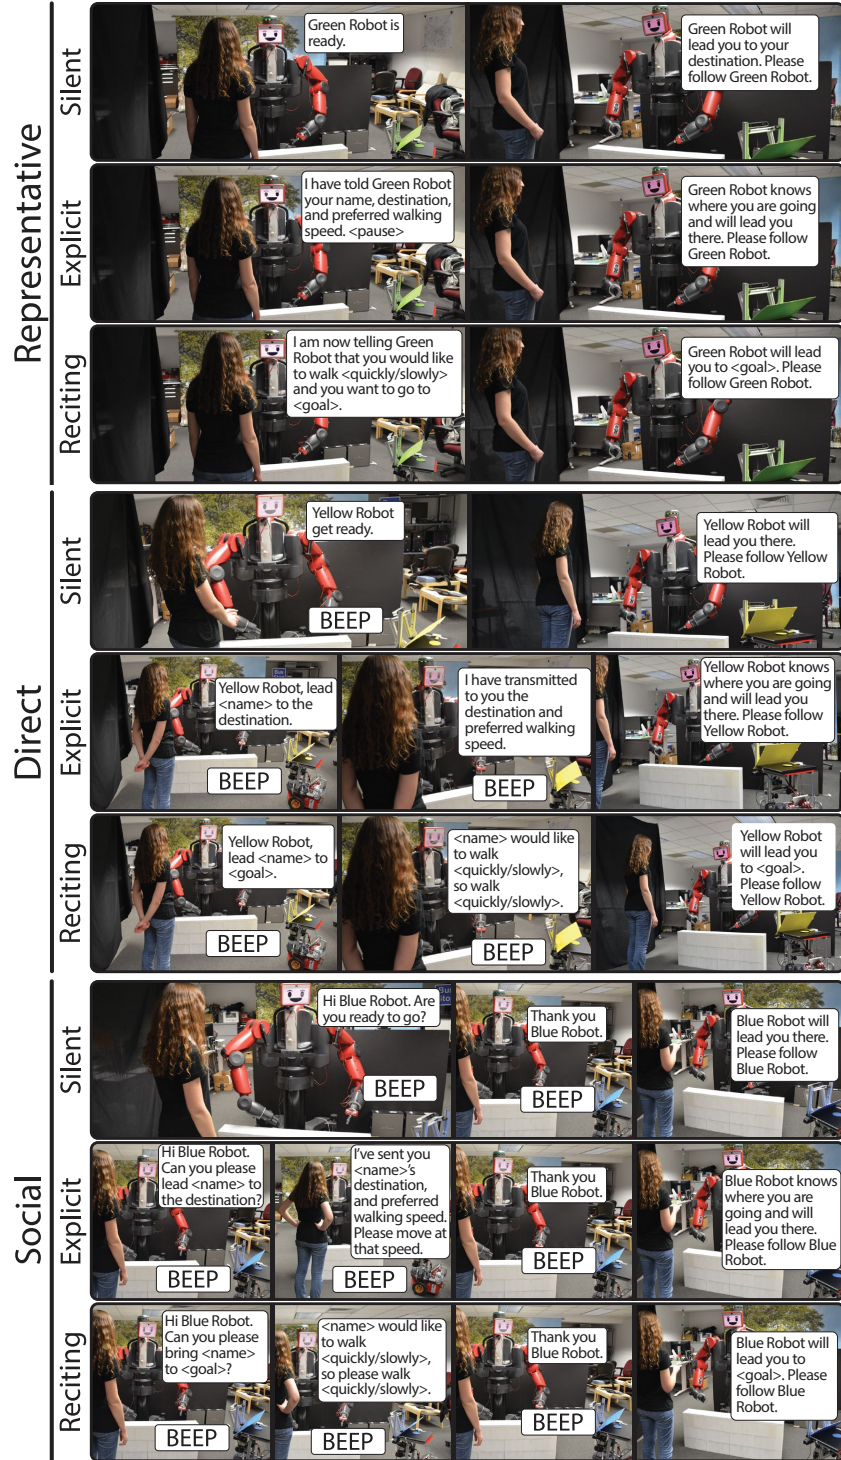 Representative
Silent
Green Robot is
ready.
Green Robot will
lead you to your
destination. Please
follow Green Robot.
Explicit
I have told Green Robot
your name, destination,
and preferred walking
speed. <pause>
Green Robot knows
where you are going
and will lead you
there. Please follow
Green Robot.
Reciting
I am now telling Green
Robot that you would like
to walk <quickly/slowly>
and you want to go to
<goal>.
Green Robot will lead
you to <goal>. Please
follow Green Robot.
Direct
Silent
Yellow Robot
get ready.
BEEP
Yellow Robot will
lead you there.
Please follow Yellow
Robot.
Explicit
Yellow Robot, lead
<name> to the
destination.
BEEP
I have transmitted
to you the
destination and
preferred walking
speed.
BEEP
Yellow Robot knows
where you are going
and will lead you
there. Please follow
Yellow Robot.
Reciting
Yellow Robot,
lead <name> to
<goal>.
BEEP
<name> would like
to walk
<quickly/slowly>,
so walk
<quickly/slowly>.
BEEP
Yellow Robot
will lead you
to <goal>.
Please follow
Yellow Robot.
Social
Silent
Hi Blue Robot. Are
you ready to go?
BEEP
Thank you
Blue Robot.
BEEP
Blue Robot will
lead you there.
Please follow
Blue Robot.
Explicit
Hi Blue Robot.
Can you please
lead <name> to
the destination?
BEEP
I've sent you
<name>'s
destination,
and preferred
walking speed.
Please move at
that speed.
BEEP
Thank you
Blue Robot.
BEEP
Blue Robot knows
where you are
going and will
lead you there.
Please follow Blue
Robot.
Reciting
Hi Blue Robot.
Can you please
bring <name>
to <goal>?
BEEP
<name> would like
to walk
<quickly/slowly>,
so please walk
<quickly/slowly>.
BEEP
Thank you
Blue Robot.
BEEP
Blue Robot will
lead you to
<goal>. Please
follow Blue
Robot.